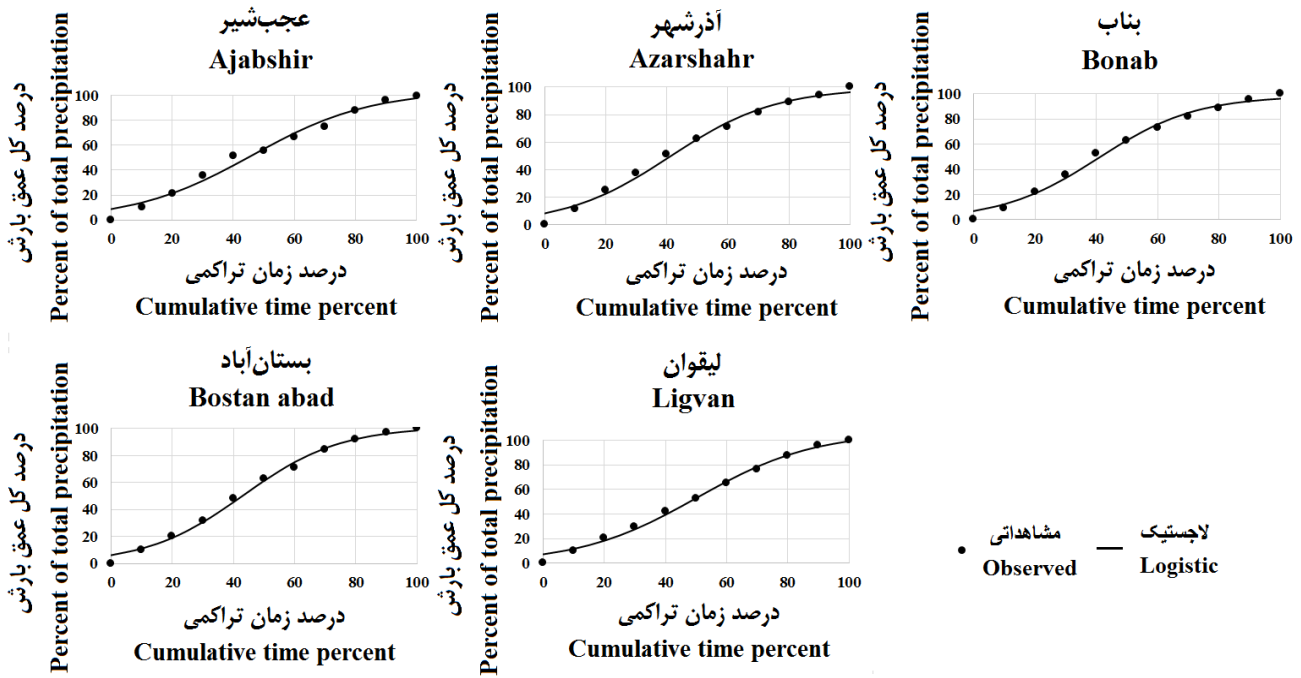 عجب‌شیر
Ajabshir
درصد کل عمق بارش
Percent of total precipitation
100
80
60
40
20
0
0 20 40 60 80 100
درصد زمان تراکمی
Cumulative time percent
آذرشهر
Azarshahr
درصد کل عمق بارش
Percent of total precipitation
100
80
60
40
20
0
0 20 40 60 80 100
درصد زمان تراکمی
Cumulative time percent
بناب
Bonab
درصد کل عمق بارش
Percent of total precipitation
100
80
60
40
20
0
0 20 40 60 80 100
درصد زمان تراکمی
Cumulative time percent
بستان‌آباد
Bostan abad
درصد کل عمق بارش
Percent of total precipitation
100
80
60
40
20
0
0 20 40 60 80 100
درصد زمان تراکمی
Cumulative time percent
لیقوان
Ligvan
درصد کل عمق بارش
Percent of total precipitation
100
80
60
40
20
0
0 20 40 60 80 100
درصد زمان تراکمی
Cumulative time percent
مشاهداتی
Observed
لاجستیک
Logistic